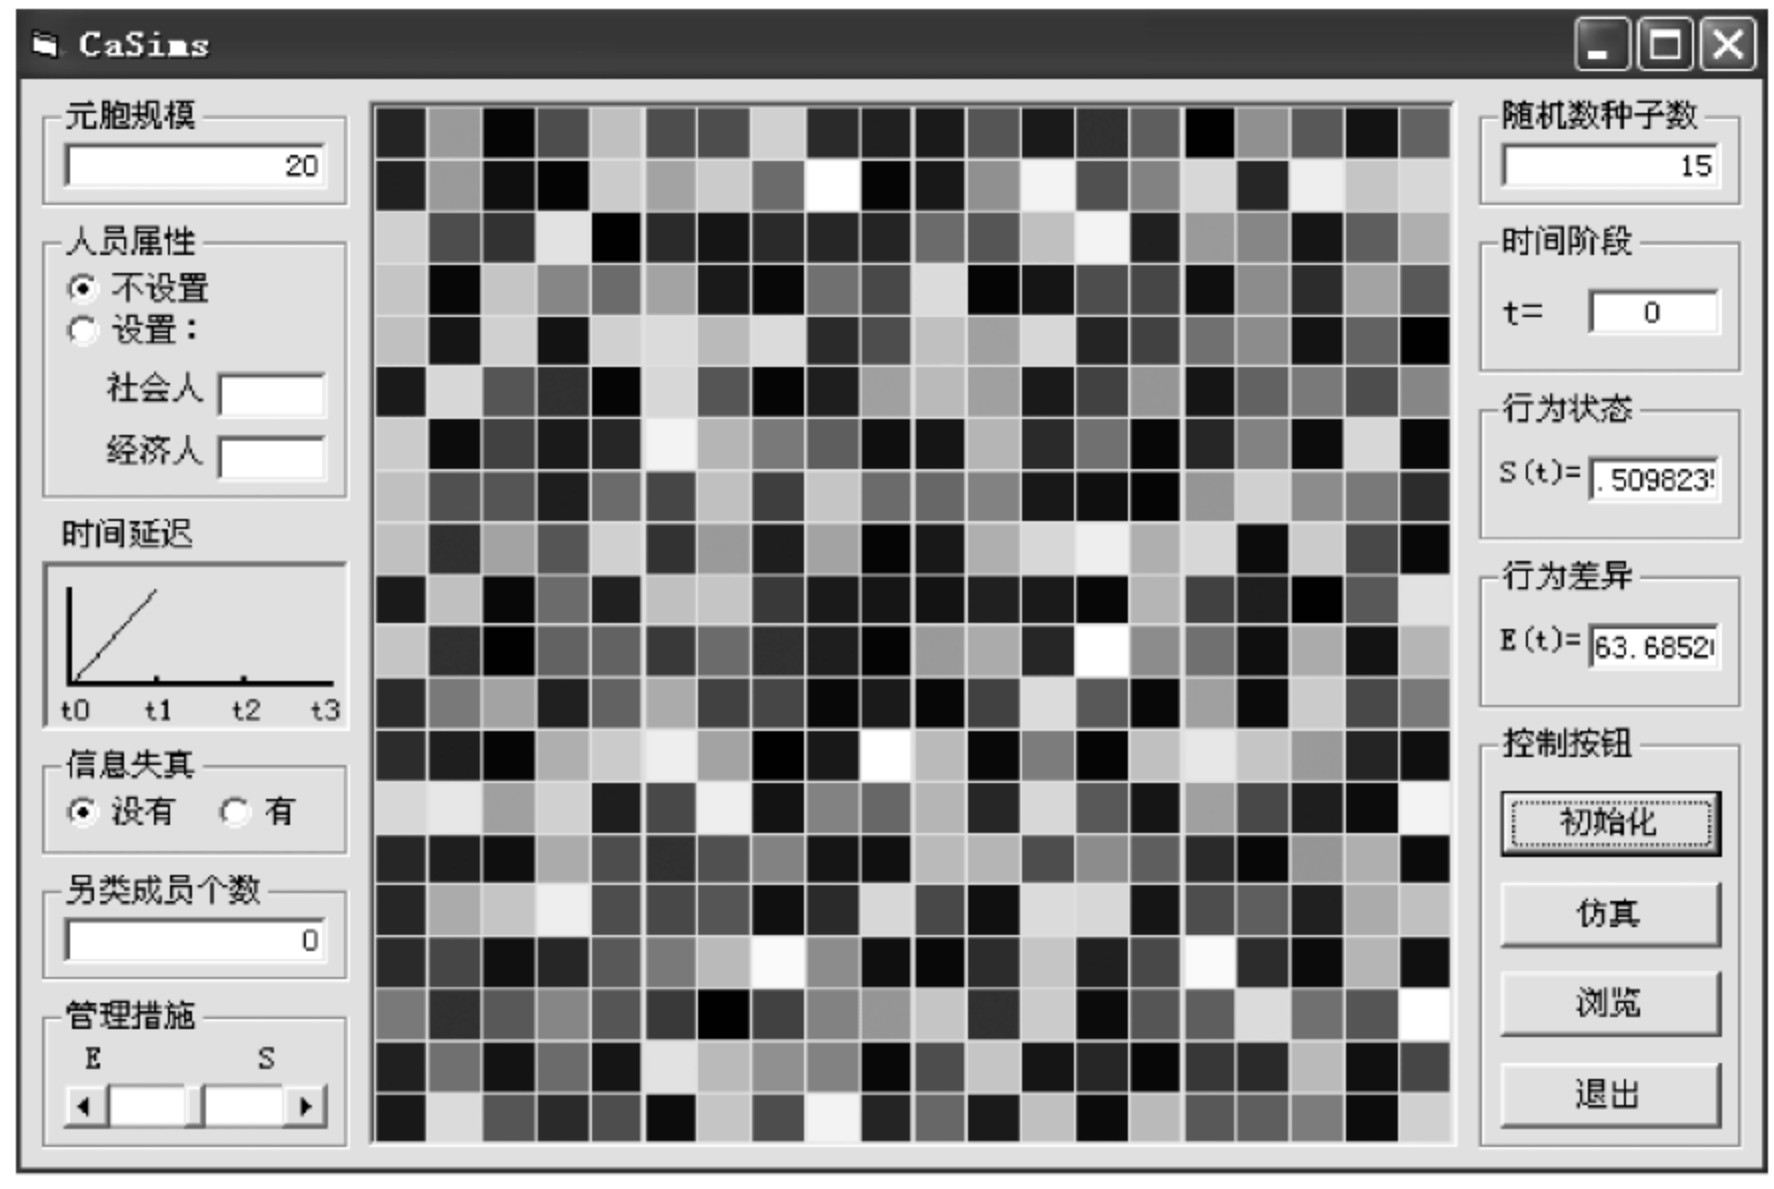 CaSims
元胞规模
20
人员属性
不设置
设置：
社会人
经济人
时间延迟
t0 t1 t2 t3
信息失真
没有 有
另类成员个数
0
管理措施
E S
随机数种子数
15
时间阶段
t= 0
行为状态
S(t)= .509823
行为差异
E(t)= 63.6852
控制按钮
初始化
仿真
浏览
退出